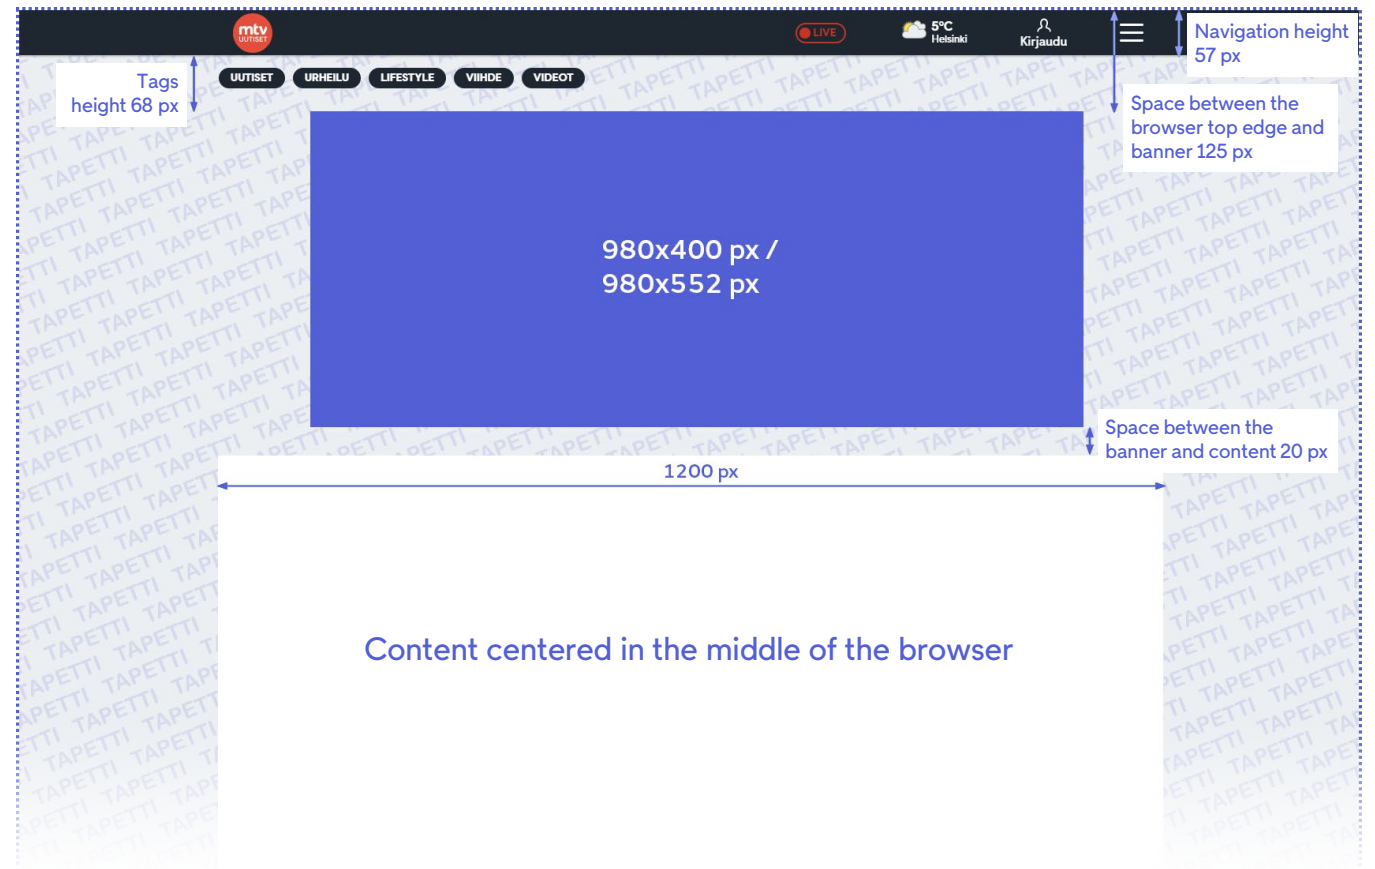 mtv
UUTISET
LIVE
5°C
Helsinki
Kirjaudu
Navigation height
57 px
Tags
height 68 px
UUTISET
URHEILU
LIFESTYLE
VIIHDE
VIDEOT
Space between the
browser top edge and
banner 125 px
980x400 px /
980x552 px
Space between the
banner and content 20 px
1200 px
Content centered in the middle of the browser
TAPETTI TAPETTI TAPETTI